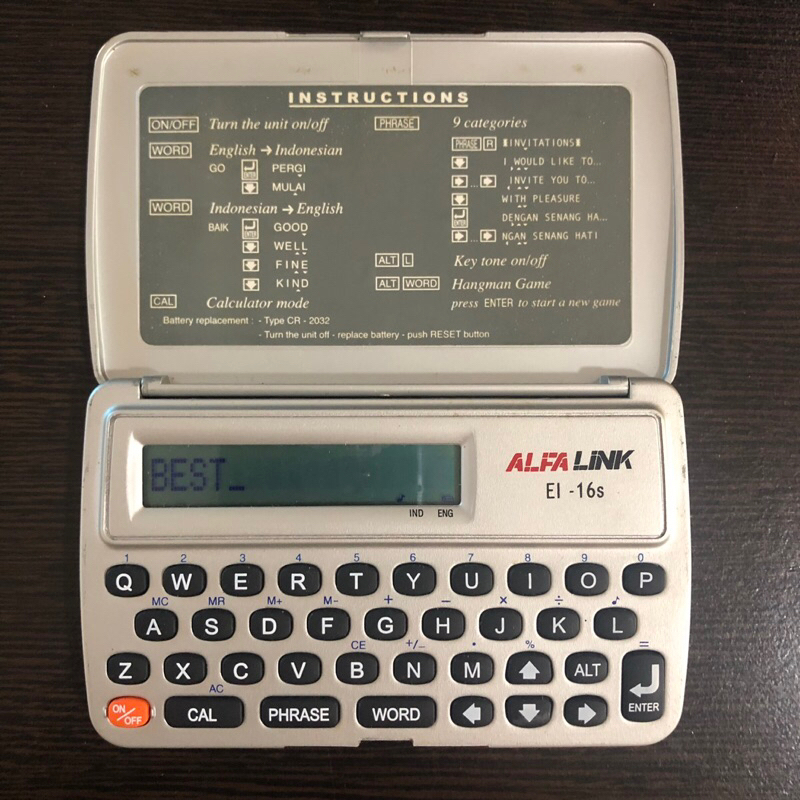 INSTRUCTIONS
ON/OFF Turn the unit on/off
WORD English ➔ Indonesian
GO ENTER PERGI
MULAI
WORD Indonesian ➔ English
BAIK ENTER GOOD
WELL
FINE
KIND
CAL Calculator mode
PHRASE 9 categories
PHRASE R INVITATIONS
I WOULD LIKE TO...
... INVITE YOU TO...
WITH PLEASURE
ENTER DENGAN SENANG HA...
... NGAN SENANG HATI
ALT L Key tone on/off
ALT WORD Hangman Game
press ENTER to start a new game
Battery replacement : - Type CR - 2032
- Turn the unit off - replace battery - push RESET button
BEST_
ALFA LINK
EI -16s
IND ENG
1 2 3 4 5 6 7 8 9 0
Q W E R T Y U I O P
MC MR M+ M- + - × ÷ ♪
A S D F G H J K L
CE +/- . % =
Z X C V B N M ALT ENTER
AC
ON/OFF CAL PHRASE WORD